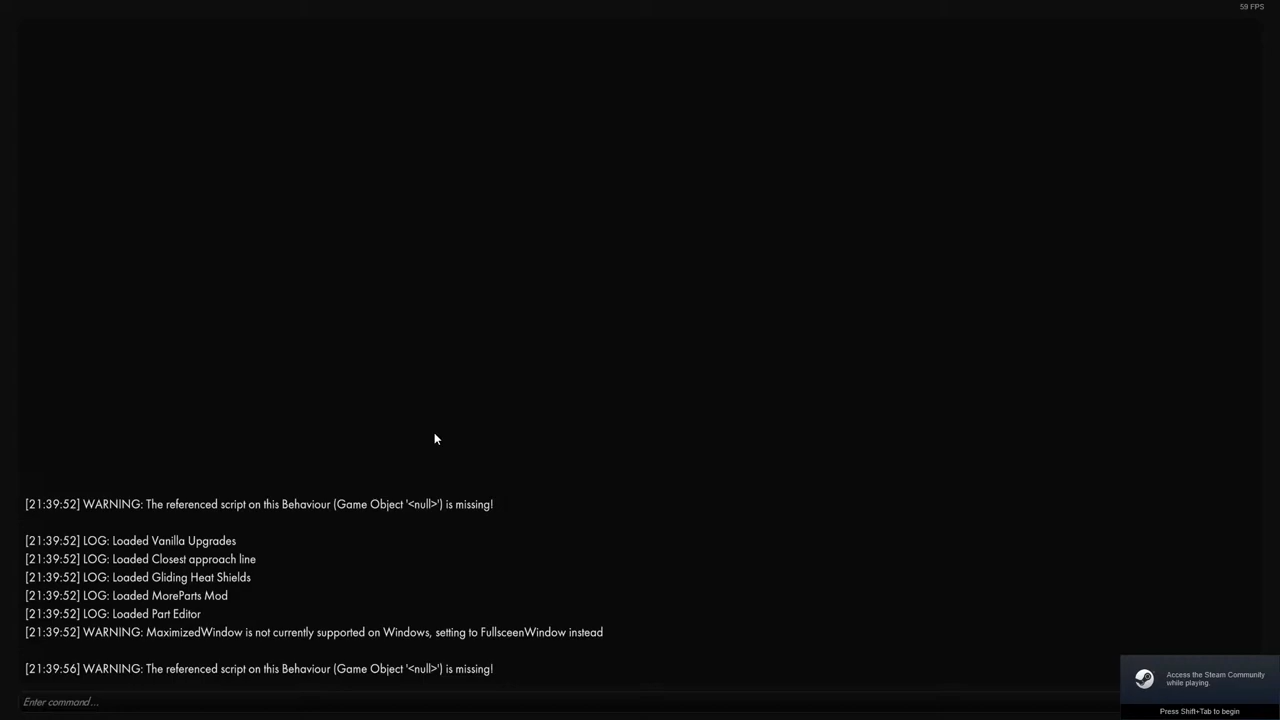 59 FPS
[21:39:52] WARNING: The referenced script on this Behaviour (Game Object '<null>') is missing!
[21:39:52] LOG: Loaded Vanilla Upgrades
[21:39:52] LOG: Loaded Closest approach line
[21:39:52] LOG: Loaded Gliding Heat Shields
[21:39:52] LOG: Loaded MoreParts Mod
[21:39:52] LOG: Loaded Part Editor
[21:39:52] WARNING: MaximizedWindow is not currently supported on Windows, setting to FullsceenWindow instead
[21:39:56] WARNING: The referenced script on this Behaviour (Game Object '<null>') is missing!
Enter command...
Access the Steam Community
while playing.
Press Shift+Tab to begin